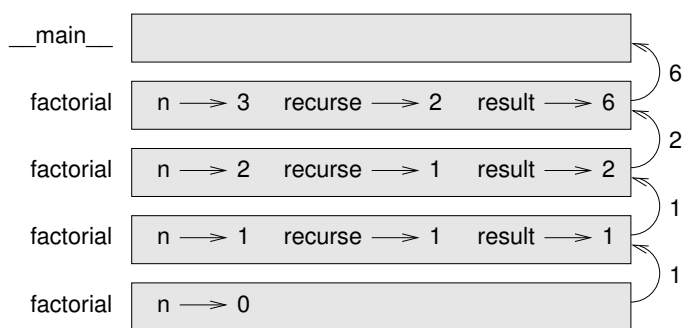 __main__
6
factorial n 3 recurse 2 result 6
2
factorial n 2 recurse 1 result 2
1
factorial n 1 recurse 1 result 1
1
factorial n 0